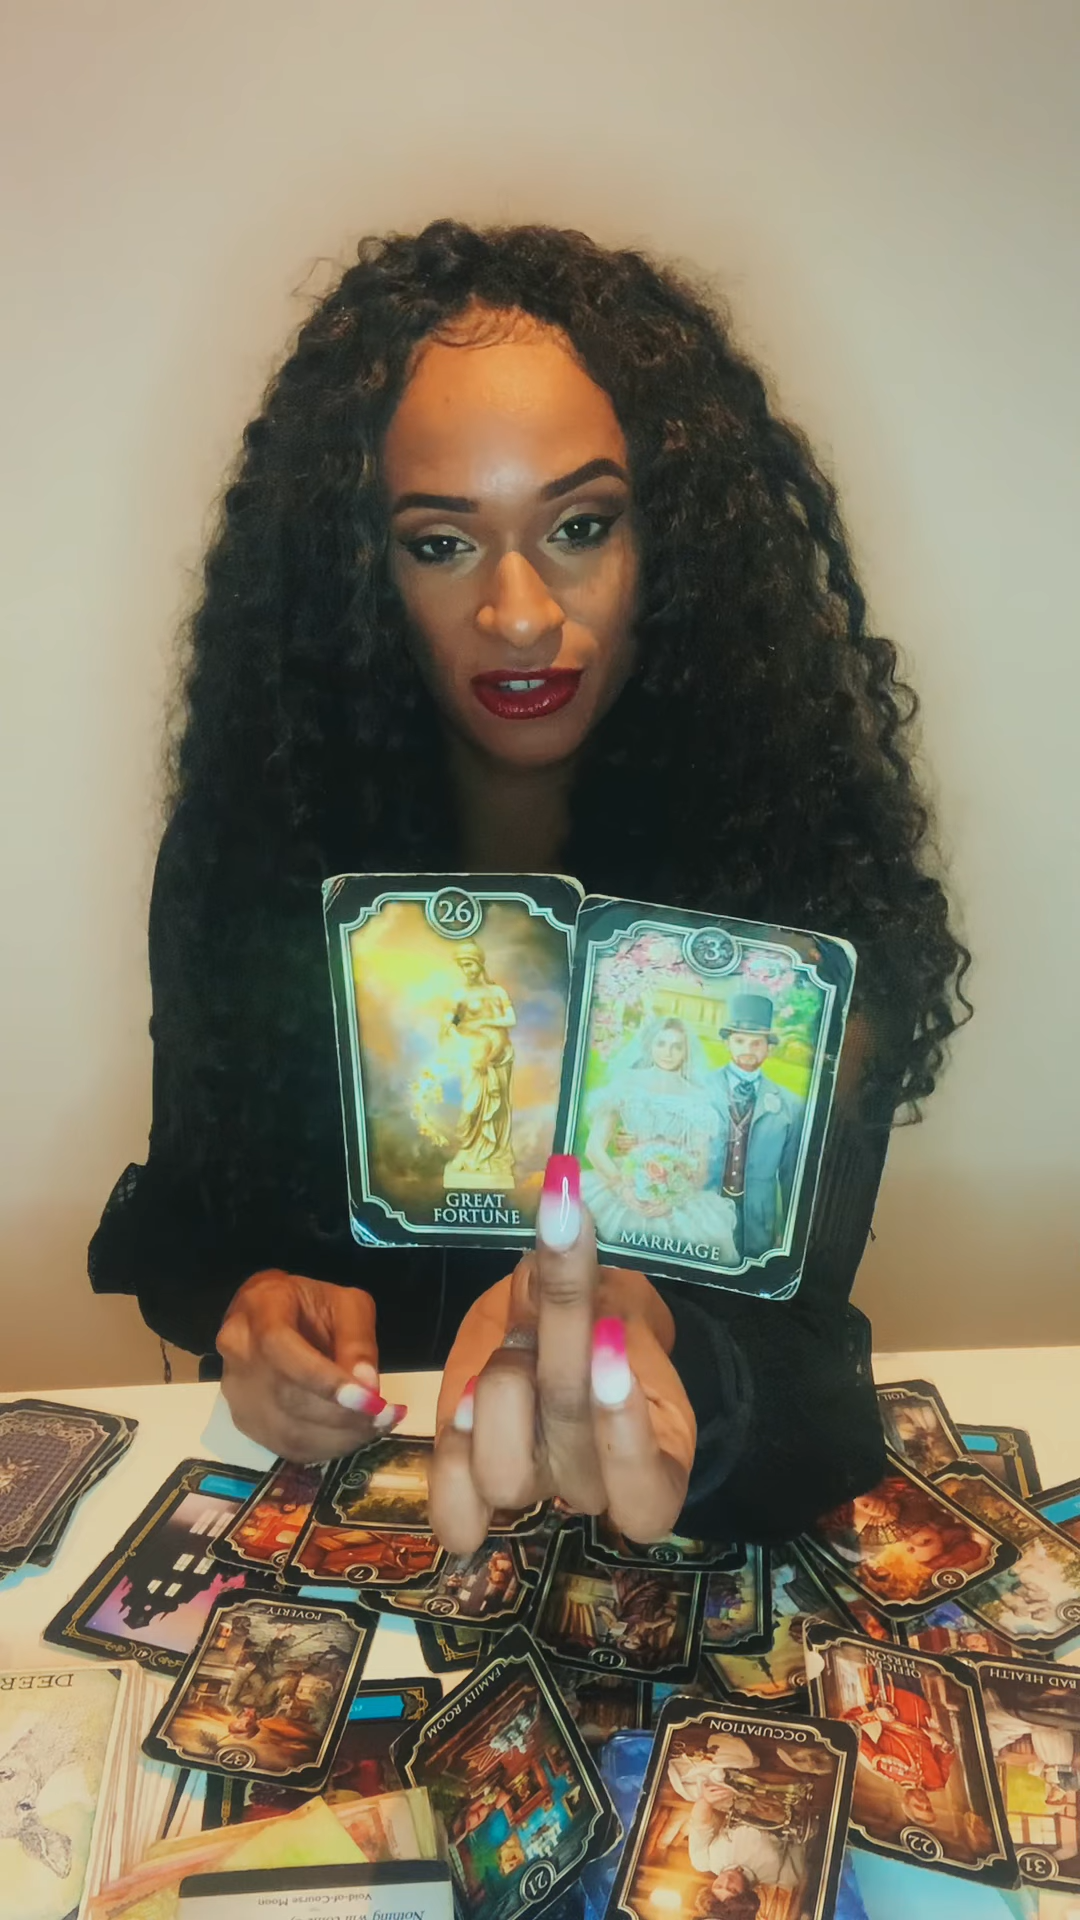 26
GREAT
FORTUNE
3
MARRIAGE
7
24
33
14
8
POVERTY
37
DEER
FAMILY ROOM
21
OCCUPATION
OFFICIAL
PERSON
22
BAD HEALTH
31
Void-of-Course Moon
Nothing will come